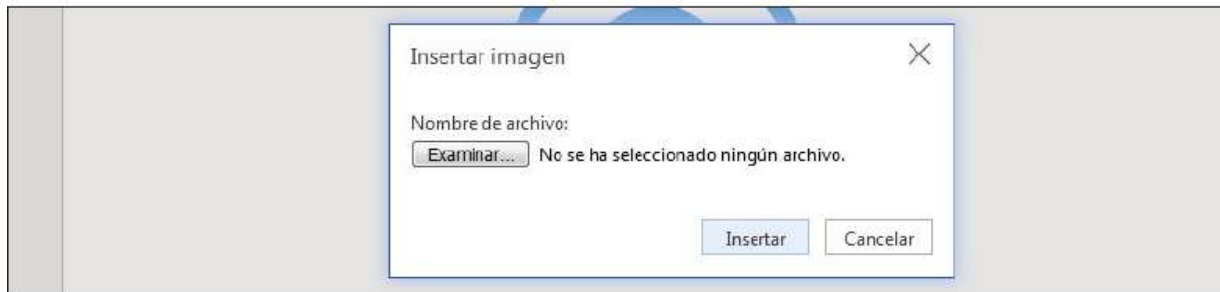 Insertar imagen
Nombre de archivo:
Examinar... No se ha seleccionado ningún archivo.
Insertar Cancelar